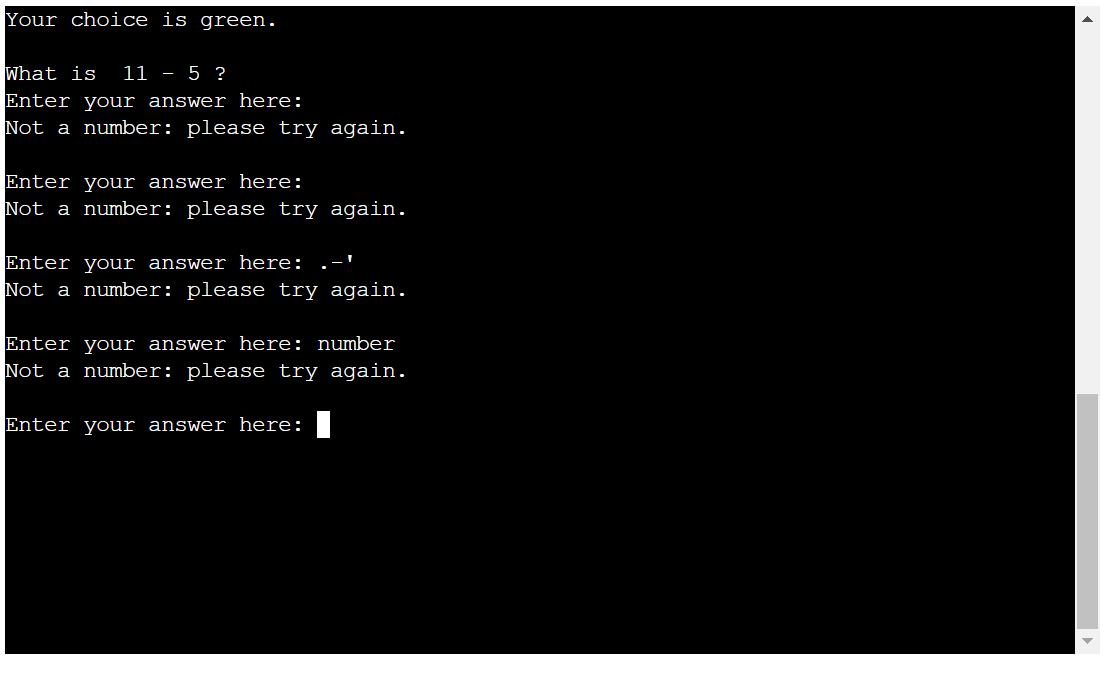 Your choice is green.
What is  11 - 5 ?
Enter your answer here:
Not a number: please try again.
Enter your answer here:
Not a number: please try again.
Enter your answer here: .-'
Not a number: please try again.
Enter your answer here: number
Not a number: please try again.
Enter your answer here: